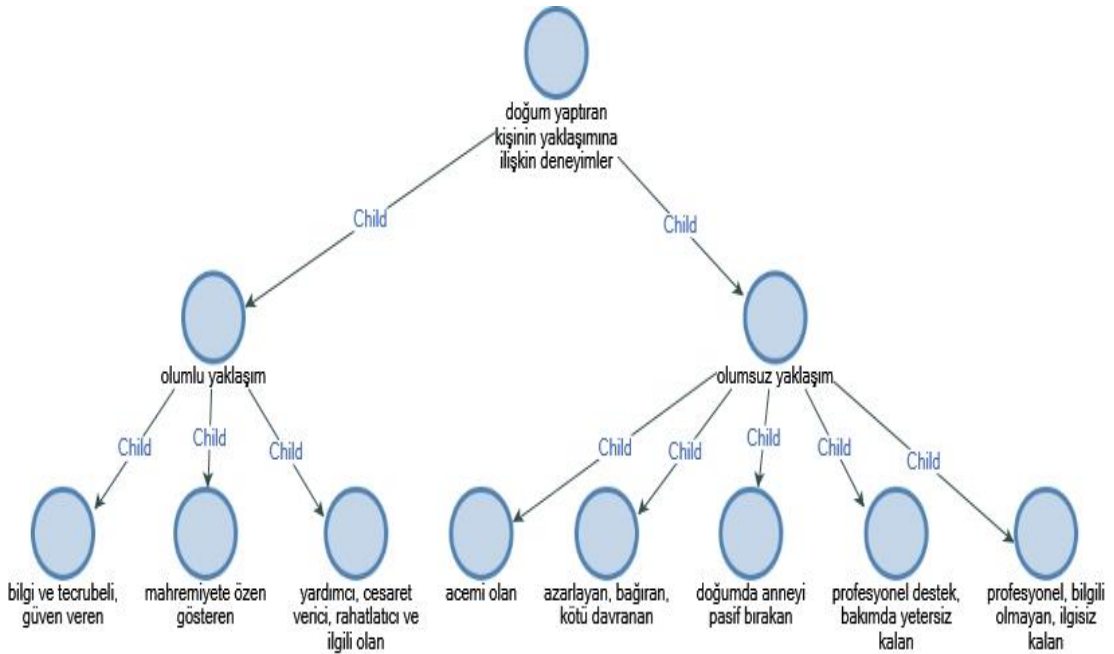 doğum yaptıran
kişinin yaklaşımına
ilişkin deneyimler
Child
Child
olumlu yaklaşım
olumsuz yaklaşım
Child
Child
Child
Child
Child
Child
Child
Child
bilgi ve tecrubeli,
güven veren
mahremiyete özen
gösteren
yardımcı, cesaret
verici, rahatlatıcı ve
ilgili olan
acemi olan
azarlayan, bağıran,
kötü davranan
doğumda anneyi
pasif bırakan
profesyonel destek,
bakımda yetersiz
kalan
profesyonel, bilgili
olmayan, ilgisiz
kalan